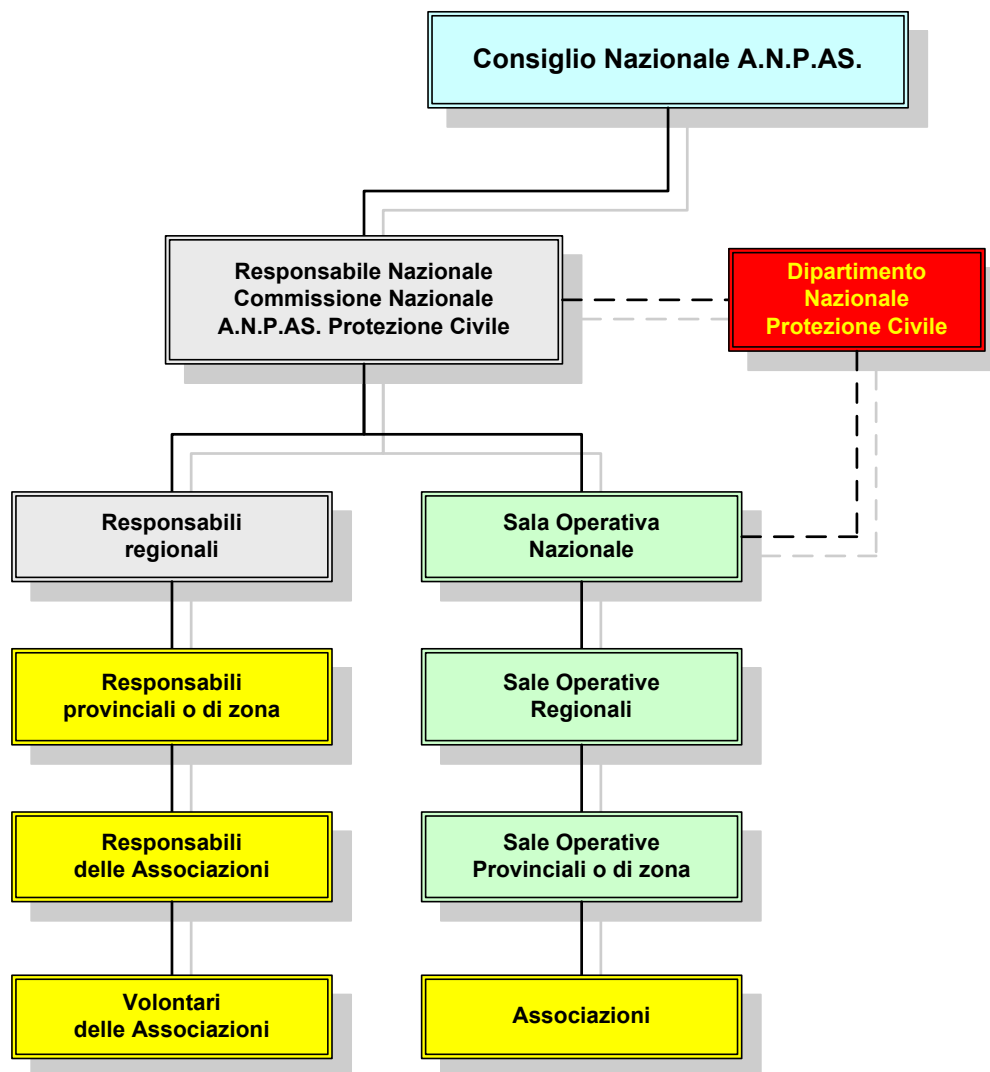 Consiglio Nazionale A.N.P.AS.
Responsabile Nazionale
Commissione Nazionale
A.N.P.AS. Protezione Civile
Dipartimento
Nazionale
Protezione Civile
Responsabili
regionali
Sala Operativa
Nazionale
Responsabili
provinciali o di zona
Sale Operative
Regionali
Responsabili
delle Associazioni
Sale Operative
Provinciali o di zona
Volontari
delle Associazioni
Associazioni